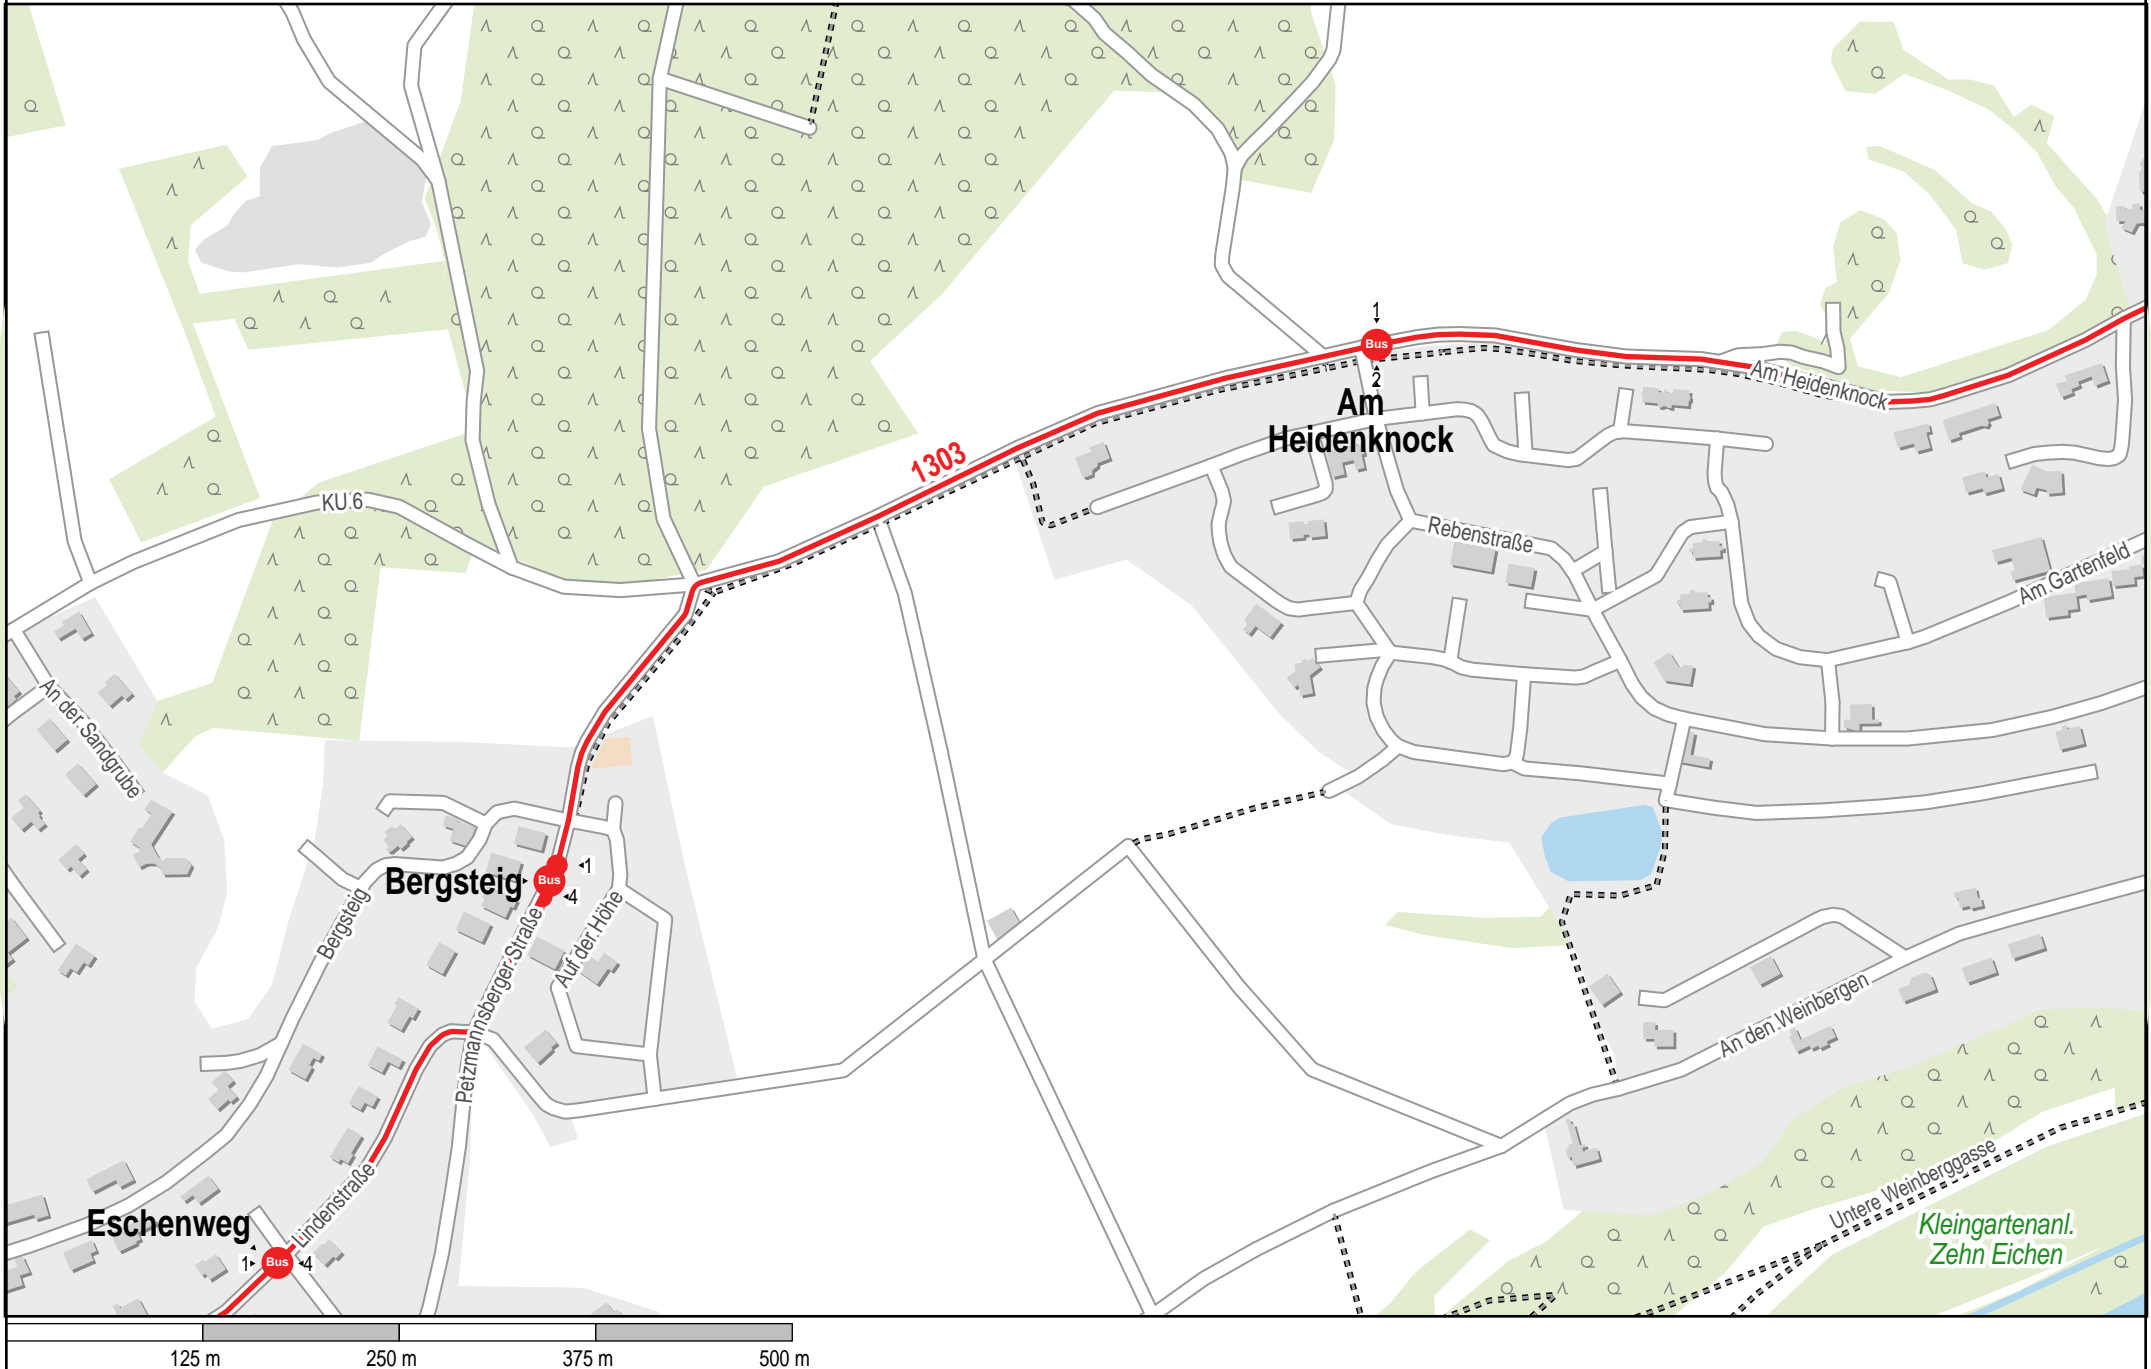 1
Bus
2
Am Heidenknock
Am
Heidenknock
1303
KU 6
Rebenstraße
Am Gartenfeld
An der Sandgrube
1
Bergsteig
Bus
4
Bergsteig
Auf der Höhe
Petzmannsberger Straße
An den Weinbergen
Lindenstraße
Untere Weinberggasse
Eschenweg
1
Bus
4
Kleingartenanl.
Zehn Eichen
125 m
250 m
375 m
500 m